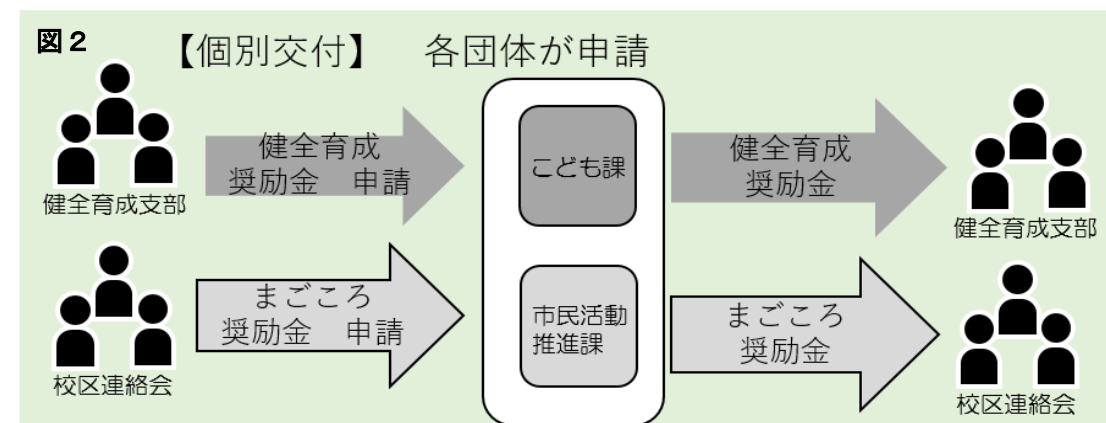 図2
【個別交付】 各団体が申請
健全育成
奨励金 申請
健全育成支部
こども課
健全育成
奨励金
健全育成支部
まごころ
奨励金 申請
校区連絡会
市民活動
推進課
まごころ
奨励金
校区連絡会